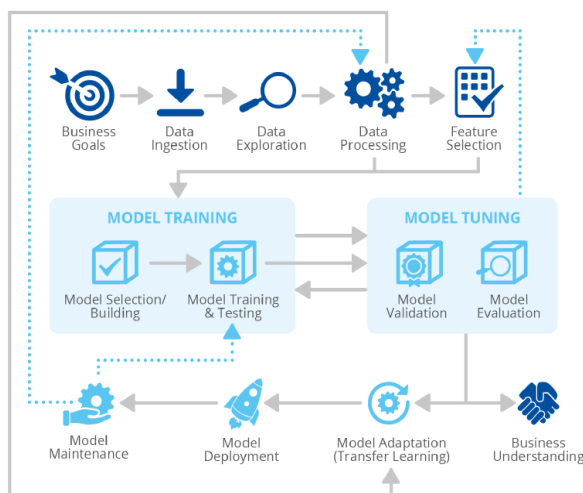 Business
Goals
Data
Ingestion
Data
Exploration
Data
Processing
Feature
Selection
MODEL TRAINING
Model Selection/
Building
Model Training
& Testing
MODEL TUNING
Model
Validation
Model
Evaluation
Model
Maintenance
Model
Deployment
Model Adaptation
(Transfer Learning)
Business
Understanding